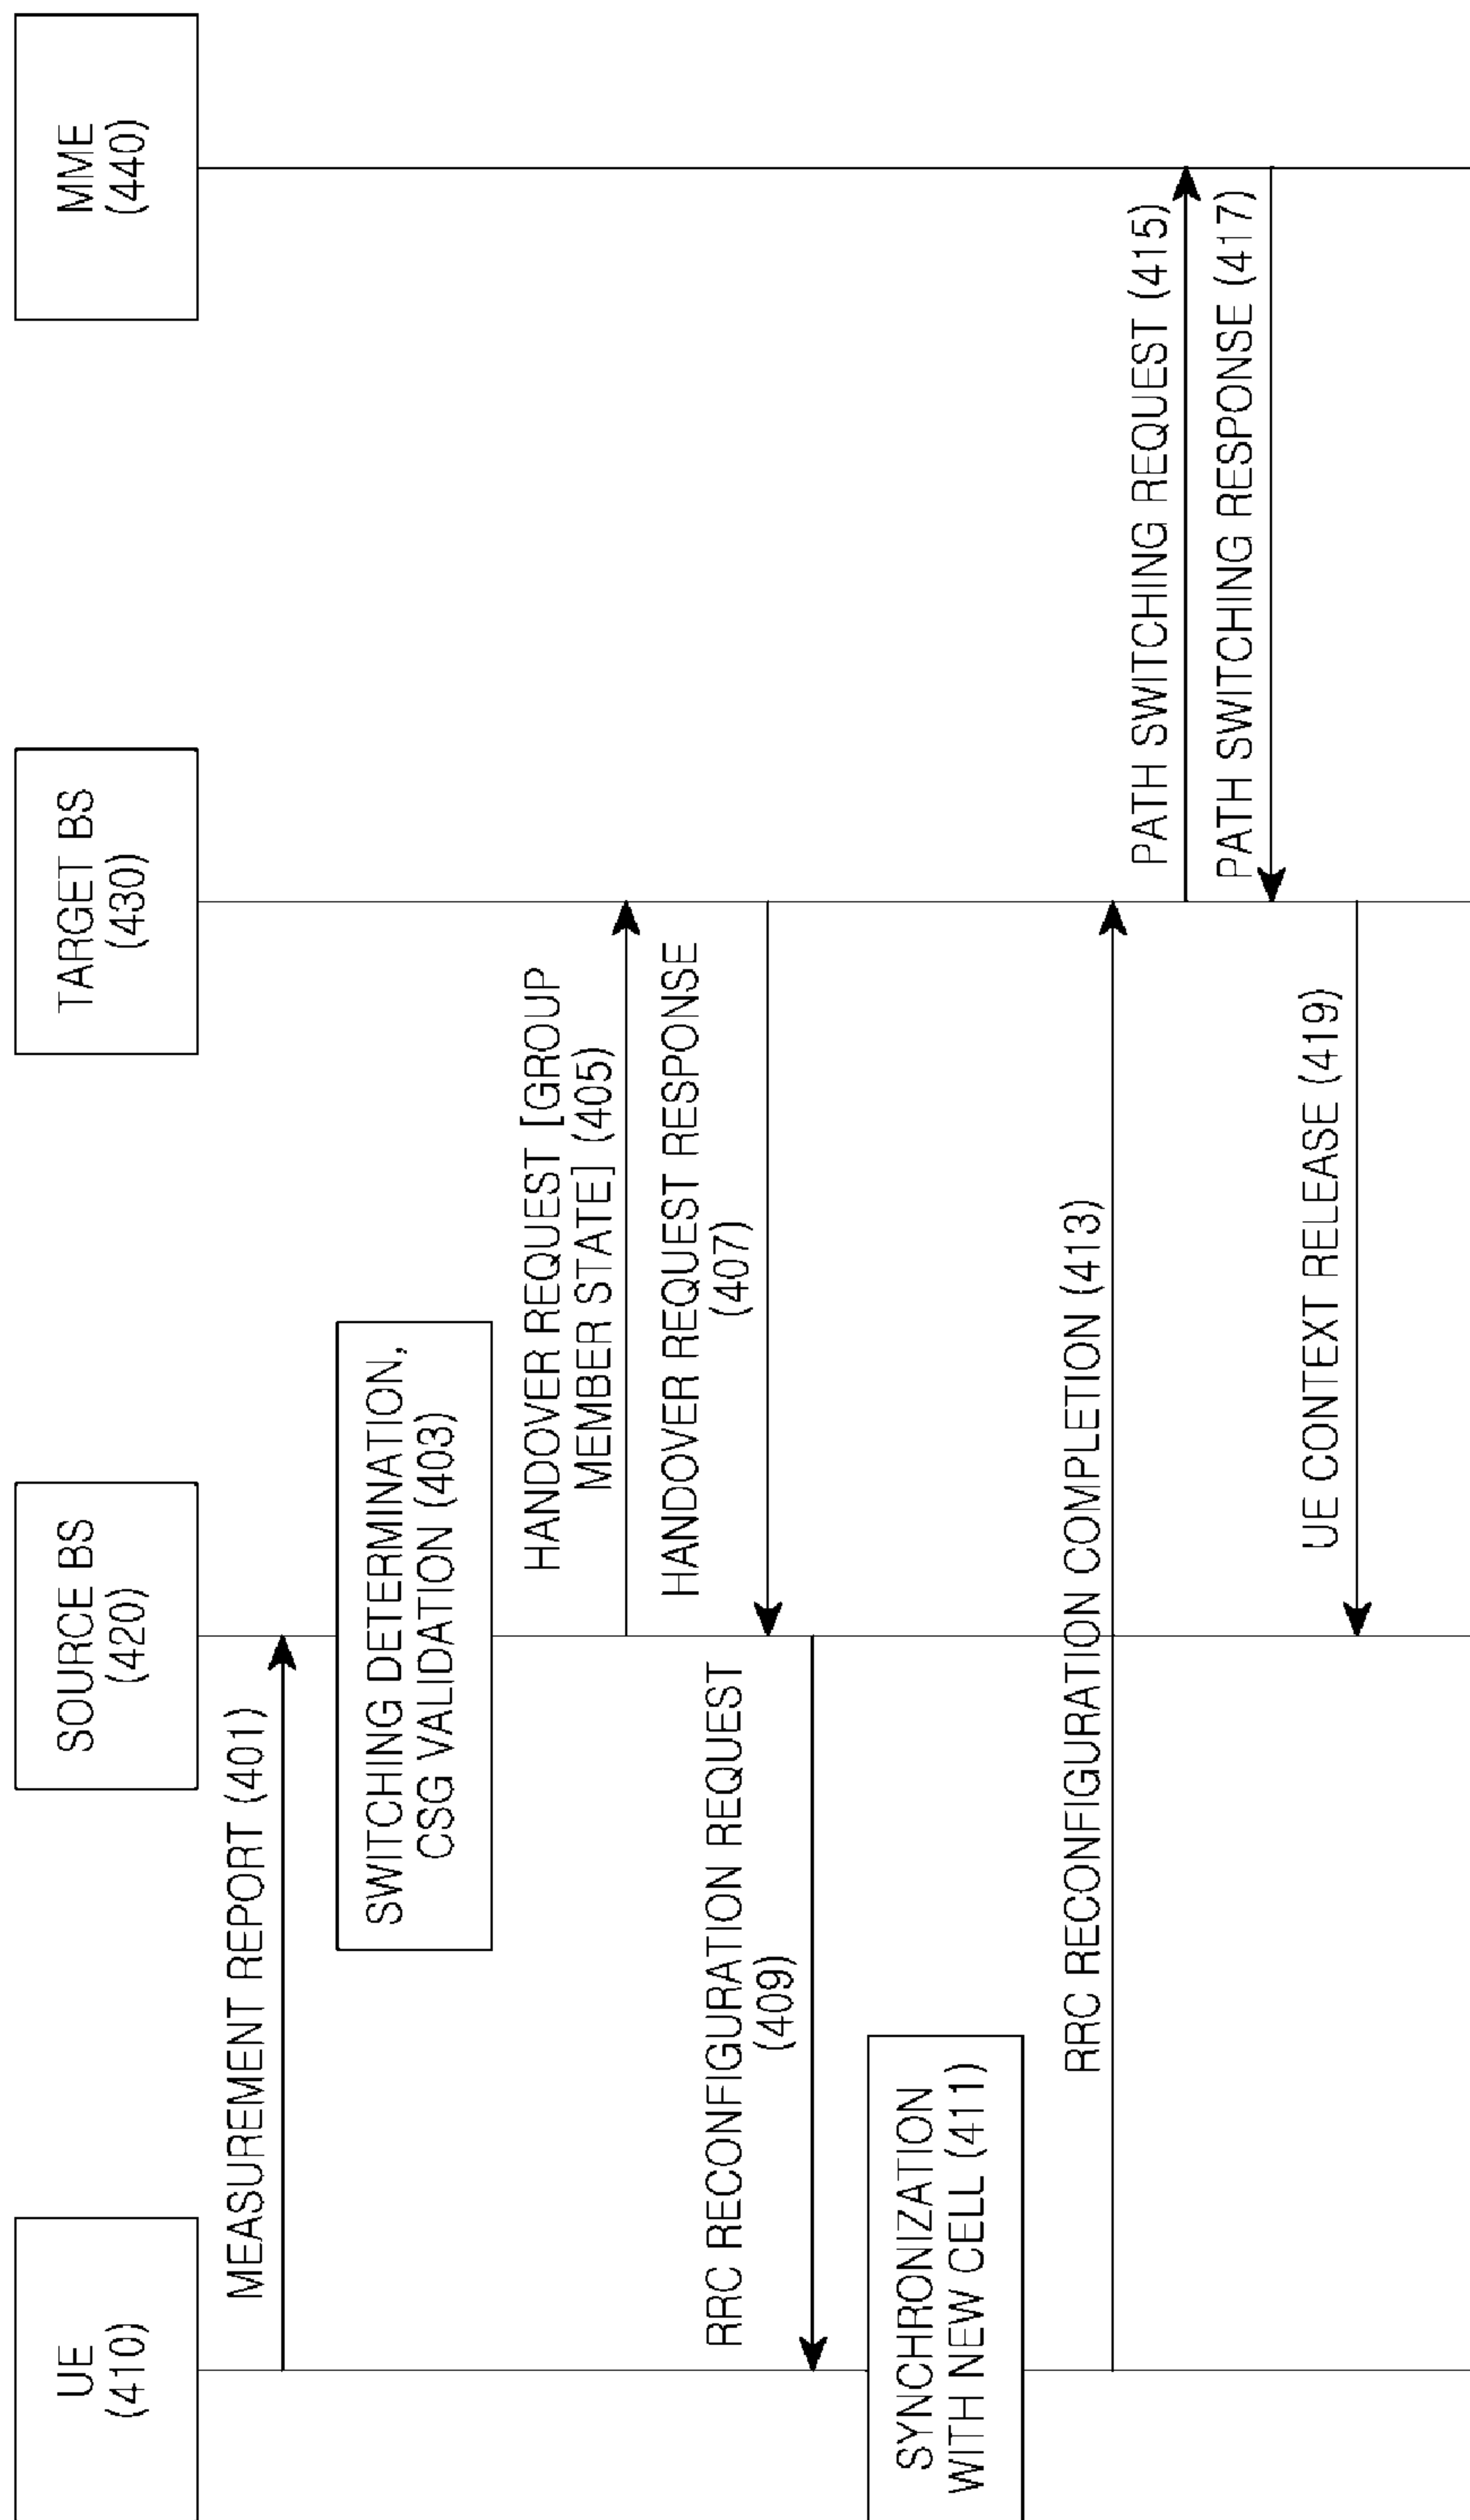 UE
(410)
SOURCE BS
(420)
TARGET BS
(430)
MME
(440)
MEASUREMENT REPORT (401)
SWITCHING DETERMINATION,
CSG VALIDATION (403)
HANDOVER REQUEST [GROUP
MEMBER STATE] (405)
HANDOVER REQUEST RESPONSE
(407)
RRC RECONFIGURATION REQUEST
(409)
SYNCHRONIZATION
WITH NEW CELL (411)
RRC RECONFIGURATION COMPLETION (413)
PATH SWITCHING REQUEST (415)
PATH SWITCHING RESPONSE (417)
UE CONTEXT RELEASE (419)